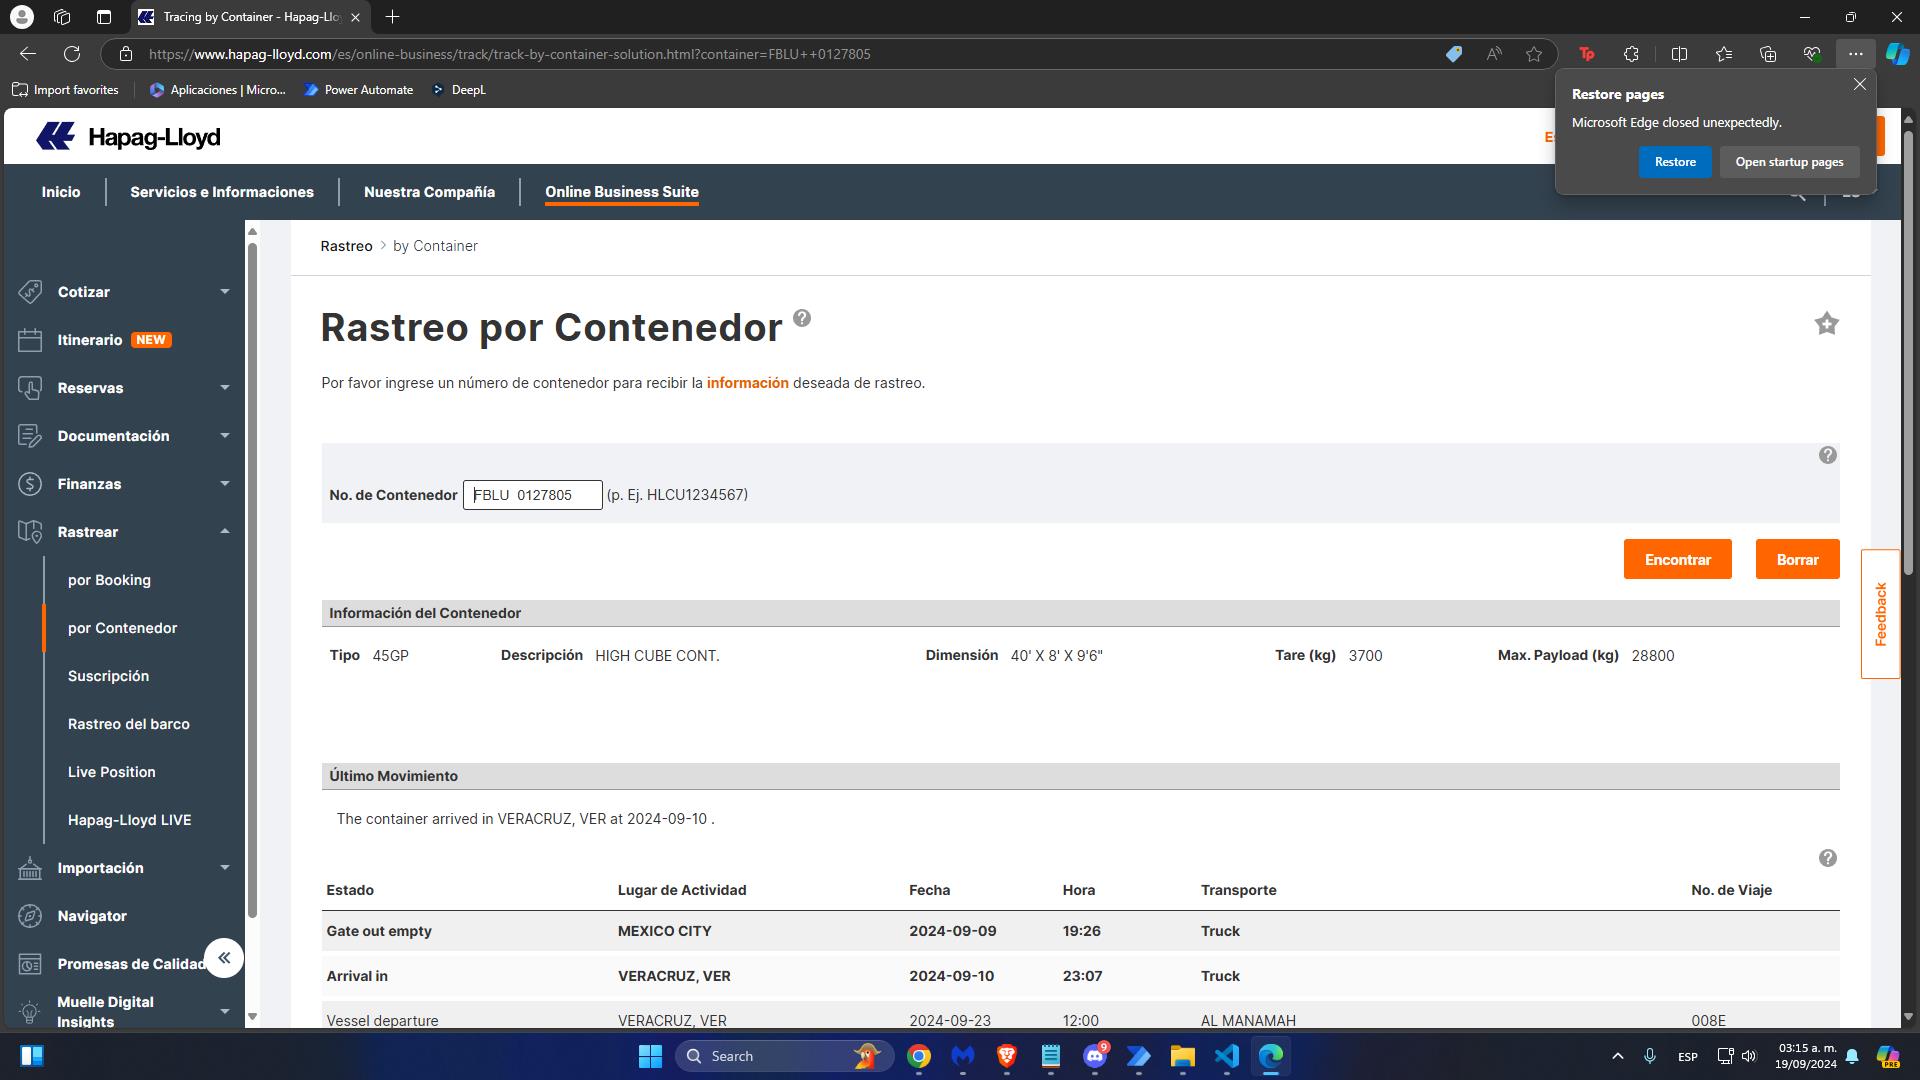 Tracing by Container - Hapag-Llo
https://www.hapag-lloyd.com/es/online-business/track/track-by-container-solution.html?container=FBLU++0127805
Import favorites
Aplicaciones | Micro...
Power Automate
DeepL
Restore pages
Microsoft Edge closed unexpectedly.
Restore
Open startup pages
Hapag-Lloyd
Inicio
Servicios e Informaciones
Nuestra Compañía
Online Business Suite
Cotizar
Itinerario NEW
Reservas
Documentación
Finanzas
Rastrear
por Booking
por Contenedor
Suscripción
Rastreo del barco
Live Position
Hapag-Lloyd LIVE
Importación
Navigator
Promesas de Calidad
Muelle Digital
Insights
Rastreo > by Container
Rastreo por Contenedor
Por favor ingrese un número de contenedor para recibir la información deseada de rastreo.
No. de Contenedor FBLU 0127805 (p. Ej. HLCU1234567)
Encontrar Borrar
Información del Contenedor
Tipo 45GP Descripción HIGH CUBE CONT. Dimensión 40' X 8' X 9'6" Tare (kg) 3700 Max. Payload (kg) 28800
Último Movimiento
The container arrived in VERACRUZ, VER at 2024-09-10 .
Estado Lugar de Actividad Fecha Hora Transporte No. de Viaje
Gate out empty MEXICO CITY 2024-09-09 19:26 Truck
Arrival in VERACRUZ, VER 2024-09-10 23:07 Truck
Vessel departure VERACRUZ, VER 2024-09-23 12:00 AL MANAMAH 008E
Feedback
Search
9
ESP
03:15 a. m.
19/09/2024
PRE